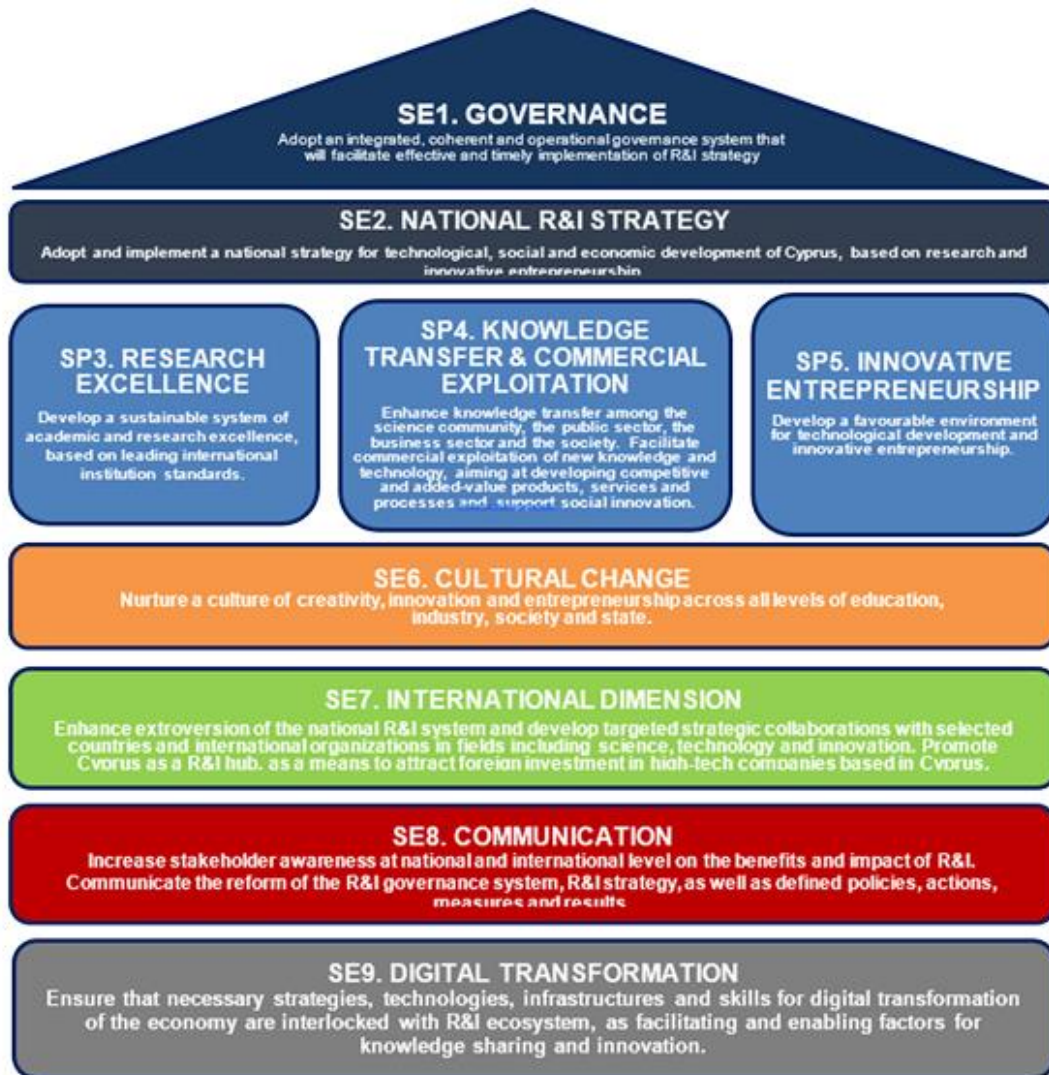 SE1. GOVERNANCE
Adopt an integrated, coherent and operational governance system that
will facilitate effective and timely implementation of R&I strategy
SE2. NATIONAL R&I STRATEGY
Adopt and implement a national strategy for technological, social and economic development of Cyprus, based on research and
innovative entrepreneurship
SP3. RESEARCH
EXCELLENCE
Develop a sustainable system of
academic and research excellence,
based on leading international
institution standards.
SP4. KNOWLEDGE
TRANSFER & COMMERCIAL
EXPLOITATION
Enhance knowledge transfer among the
science community, the public sector, the
business sector and the society. Facilitate
commercial exploitation of new knowledge and
technology, aiming at developing competitive
and added-value products, services and
processes and support social innovation.
SP5. INNOVATIVE
ENTREPRENEURSHIP
Develop a favourable environment
for technological development and
innovative entrepreneurship.
SE6. CULTURAL CHANGE
Nurture a culture of creativity, innovation and entrepreneurship across all levels of education,
industry, society and state.
SE7. INTERNATIONAL DIMENSION
Enhance extroversion of the national R&I system and develop targeted strategic collaborations with selected
countries and international organizations in fields including science, technology and innovation. Promote
Cyprus as a R&I hub, as a means to attract foreign investment in high-tech companies based in Cyprus.
SE8. COMMUNICATION
Increase stakeholder awareness at national and international level on the benefits and impact of R&I.
Communicate the reform of the R&I governance system, R&I strategy, as well as defined policies, actions,
measures and results
SE9. DIGITAL TRANSFORMATION
Ensure that necessary strategies, technologies, infrastructures and skills for digital transformation
of the economy are interlocked with R&I ecosystem, as facilitating and enabling factors for
knowledge sharing and innovation.